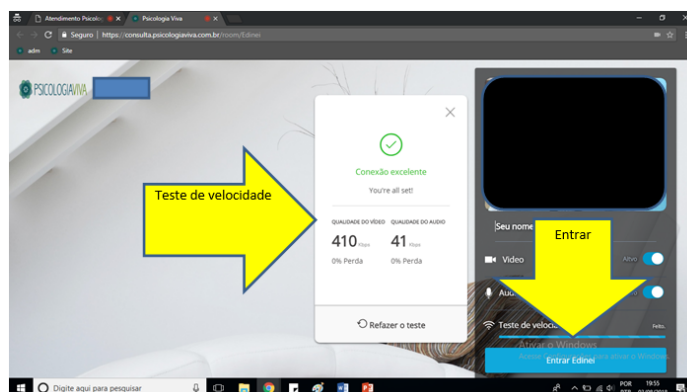 Atendimento Psicolog
Psicologia Viva
Seguro | https://consulta.psicologiaviva.com.br/room/Edinei
adm
Site
PSICOLOGIAVIVA
Conexão excelente
You're all set!
QUALIDADE DO VÍDEO QUALIDADE DO AUDIO
410 Kbps 41 Kbps
0% Perda 0% Perda
Refazer o teste
Teste de velocidade
Seu nome
Entrar
Video Ativo
Teste de veloci Feito.
Ativar o Windows
Entrar Edinei
Digite aqui para pesquisar
POR 19:55